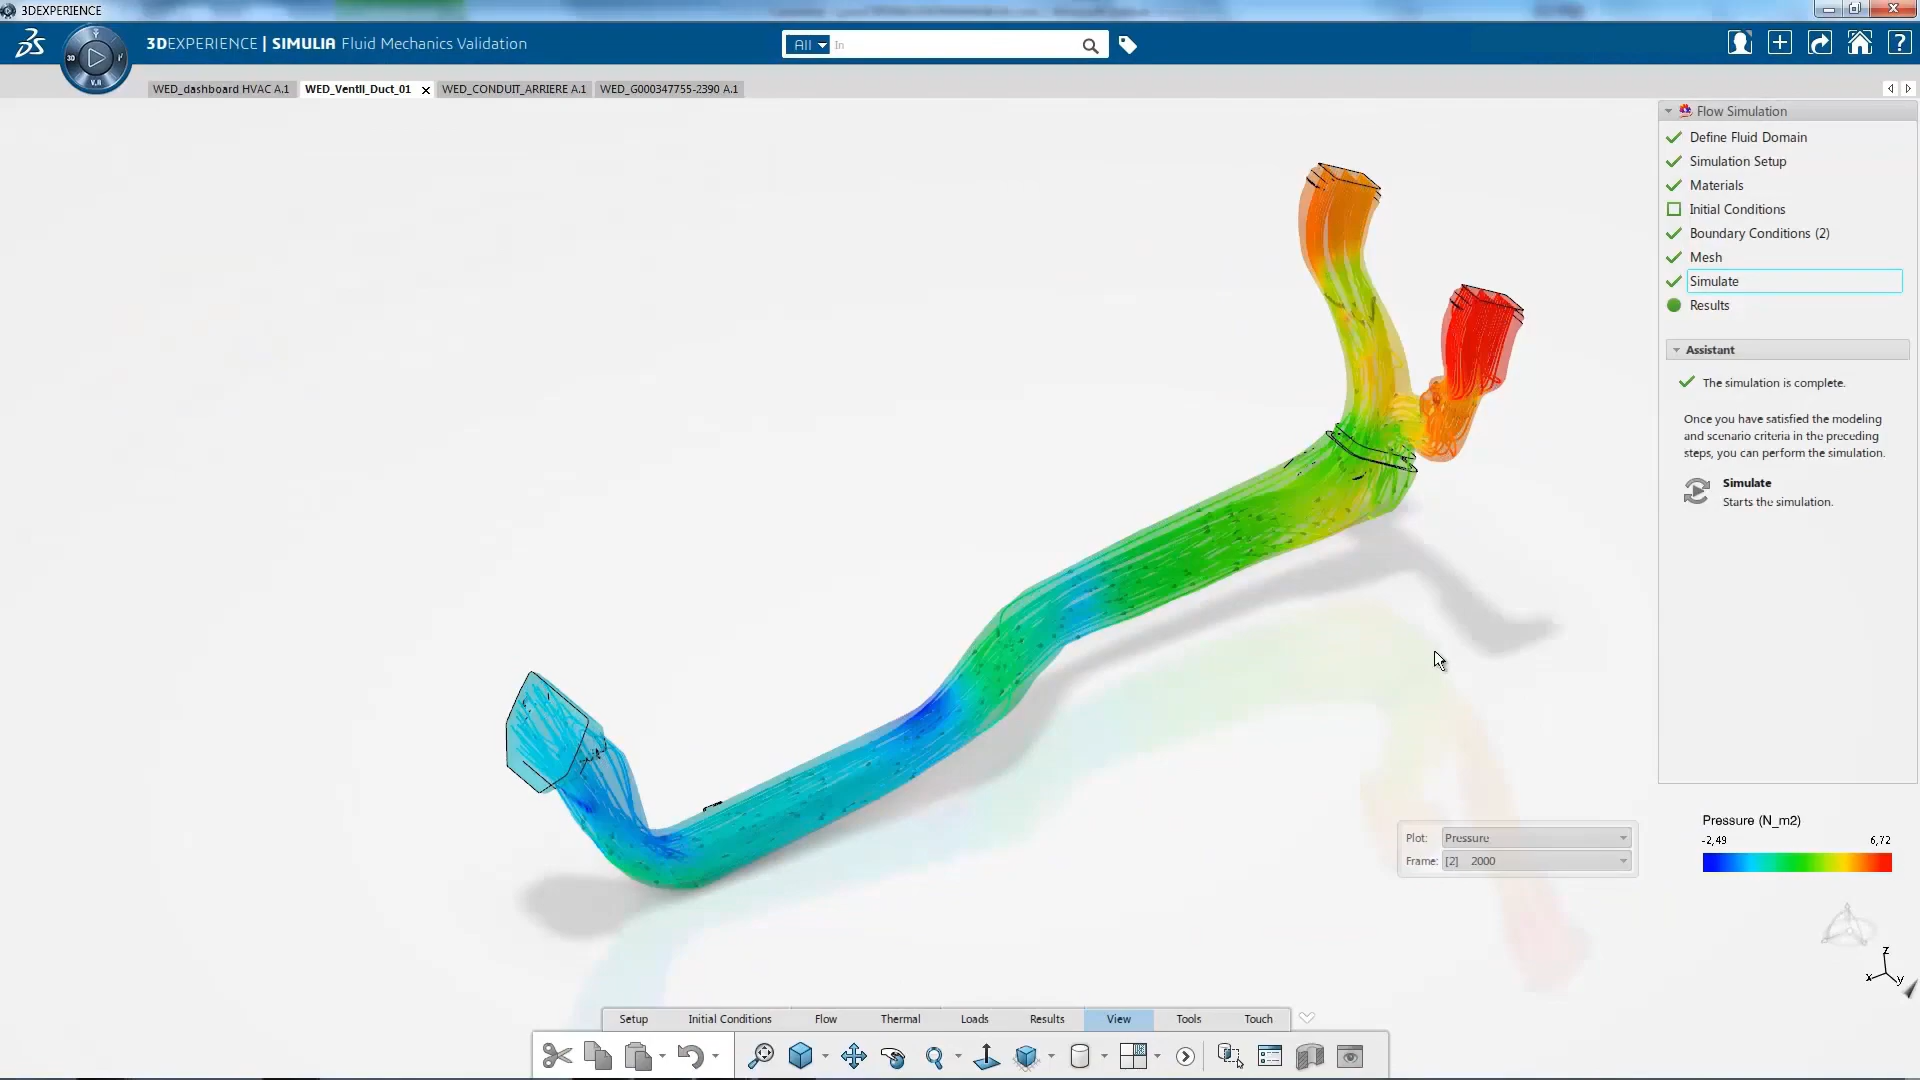 3DEXPERIENCE
3DEXPERIENCE | SIMULIA Fluid Mechanics Validation
All
In
3D
V.R
WED_dashboard HVAC A.1
WED_Ventil_Duct_01
WED_CONDUIT_ARRIERE A.1
WED_G000347755-2390 A.1
Flow Simulation
Define Fluid Domain
Simulation Setup
Materials
Initial Conditions
Boundary Conditions (2)
Mesh
Simulate
Results
Assistant
The simulation is complete.
Once you have satisfied the modeling
and scenario criteria in the preceding
steps, you can perform the simulation.
Simulate
Starts the simulation.
Plot: Pressure
Frame: [2] 2000
Pressure (N_m2)
-2,49 6,72
z
x
y
Setup Initial Conditions Flow Thermal Loads Results View Tools Touch